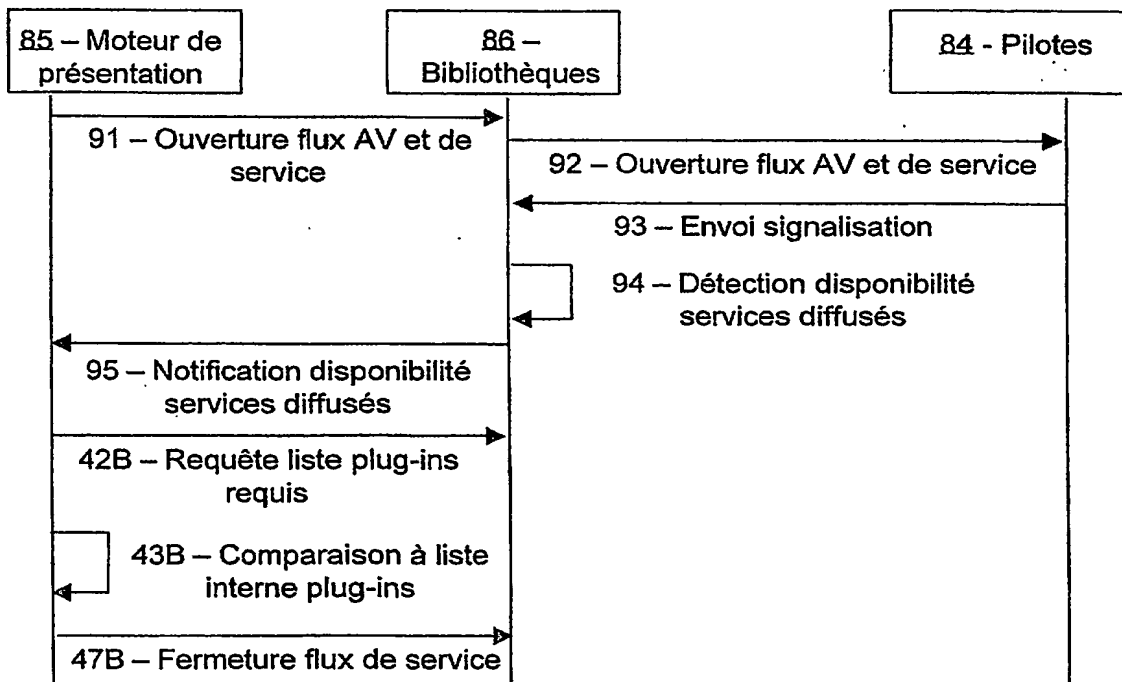 85 – Moteur de
présentation
86 –
Bibliothèques
84 - Pilotes
91 – Ouverture flux AV et de
service
92 – Ouverture flux AV et de service
93 – Envoi signalisation
94 – Détection disponibilité
services diffusés
95 – Notification disponibilité
services diffusés
42B – Requête liste plug-ins
requis
43B – Comparaison à liste
interne plug-ins
47B – Fermeture flux de service